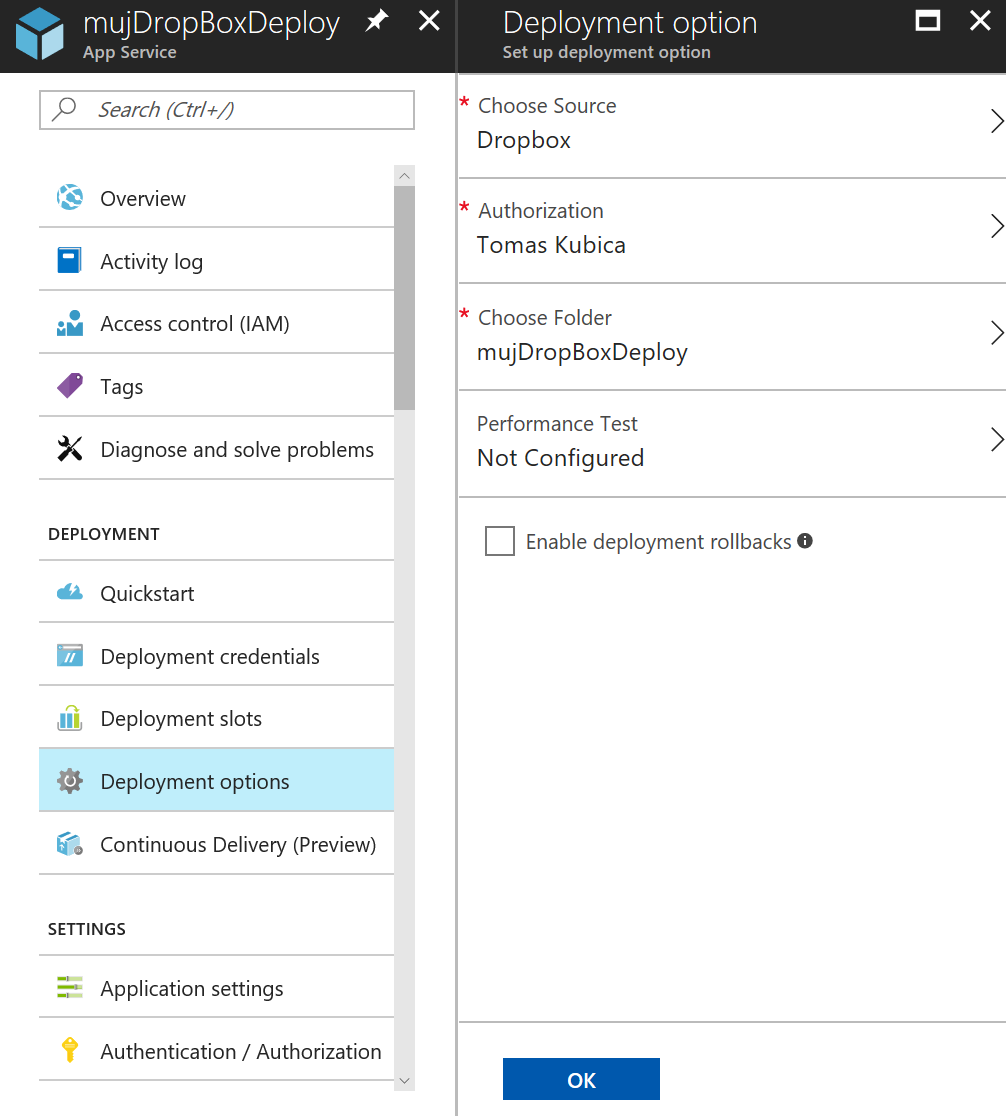 mujDropBoxDeploy
App Service
Search (Ctrl+/)
Overview
Activity log
Access control (IAM)
Tags
Diagnose and solve problems
DEPLOYMENT
Quickstart
Deployment credentials
Deployment slots
Deployment options
Continuous Delivery (Preview)
SETTINGS
Application settings
Authentication / Authorization
Deployment option
Set up deployment option
* Choose Source
Dropbox
* Authorization
Tomas Kubica
* Choose Folder
mujDropBoxDeploy
Performance Test
Not Configured
Enable deployment rollbacks
OK